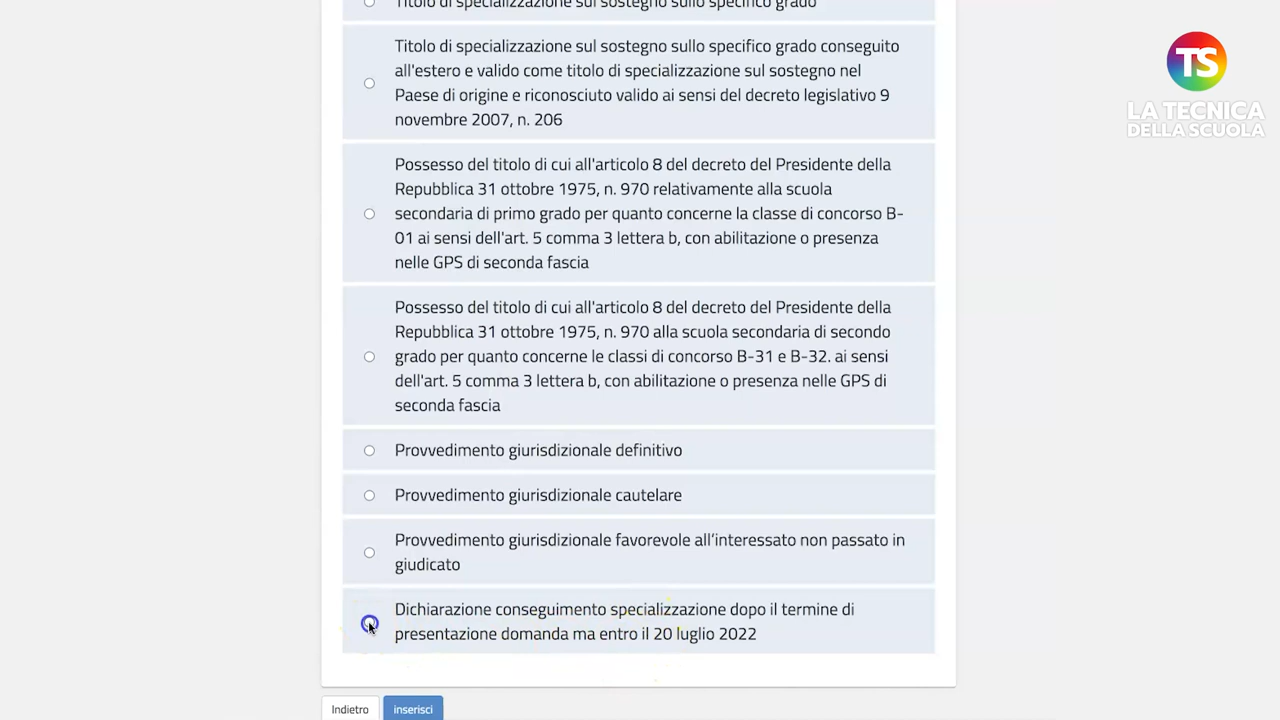 Titolo di specializzazione sul sostegno sullo specifico grado
Titolo di specializzazione sul sostegno sullo specifico grado conseguito
all'estero e valido come titolo di specializzazione sul sostegno nel
Paese di origine e riconosciuto valido ai sensi del decreto legislativo 9
novembre 2007, n. 206
Possesso del titolo di cui all'articolo 8 del decreto del Presidente della
Repubblica 31 ottobre 1975, n. 970 relativamente alla scuola
secondaria di primo grado per quanto concerne la classe di concorso B-
01 ai sensi dell'art. 5 comma 3 lettera b, con abilitazione o presenza
nelle GPS di seconda fascia
Possesso del titolo di cui all'articolo 8 del decreto del Presidente della
Repubblica 31 ottobre 1975, n. 970 alla scuola secondaria di secondo
grado per quanto concerne le classi di concorso B-31 e B-32. ai sensi
dell'art. 5 comma 3 lettera b, con abilitazione o presenza nelle GPS di
seconda fascia
Provvedimento giurisdizionale definitivo
Provvedimento giurisdizionale cautelare
Provvedimento giurisdizionale favorevole all’interessato non passato in
giudicato
Dichiarazione conseguimento specializzazione dopo il termine di
presentazione domanda ma entro il 20 luglio 2022
Indietro
inserisci
TS
LA TECNICA
DELLA SCUOLA